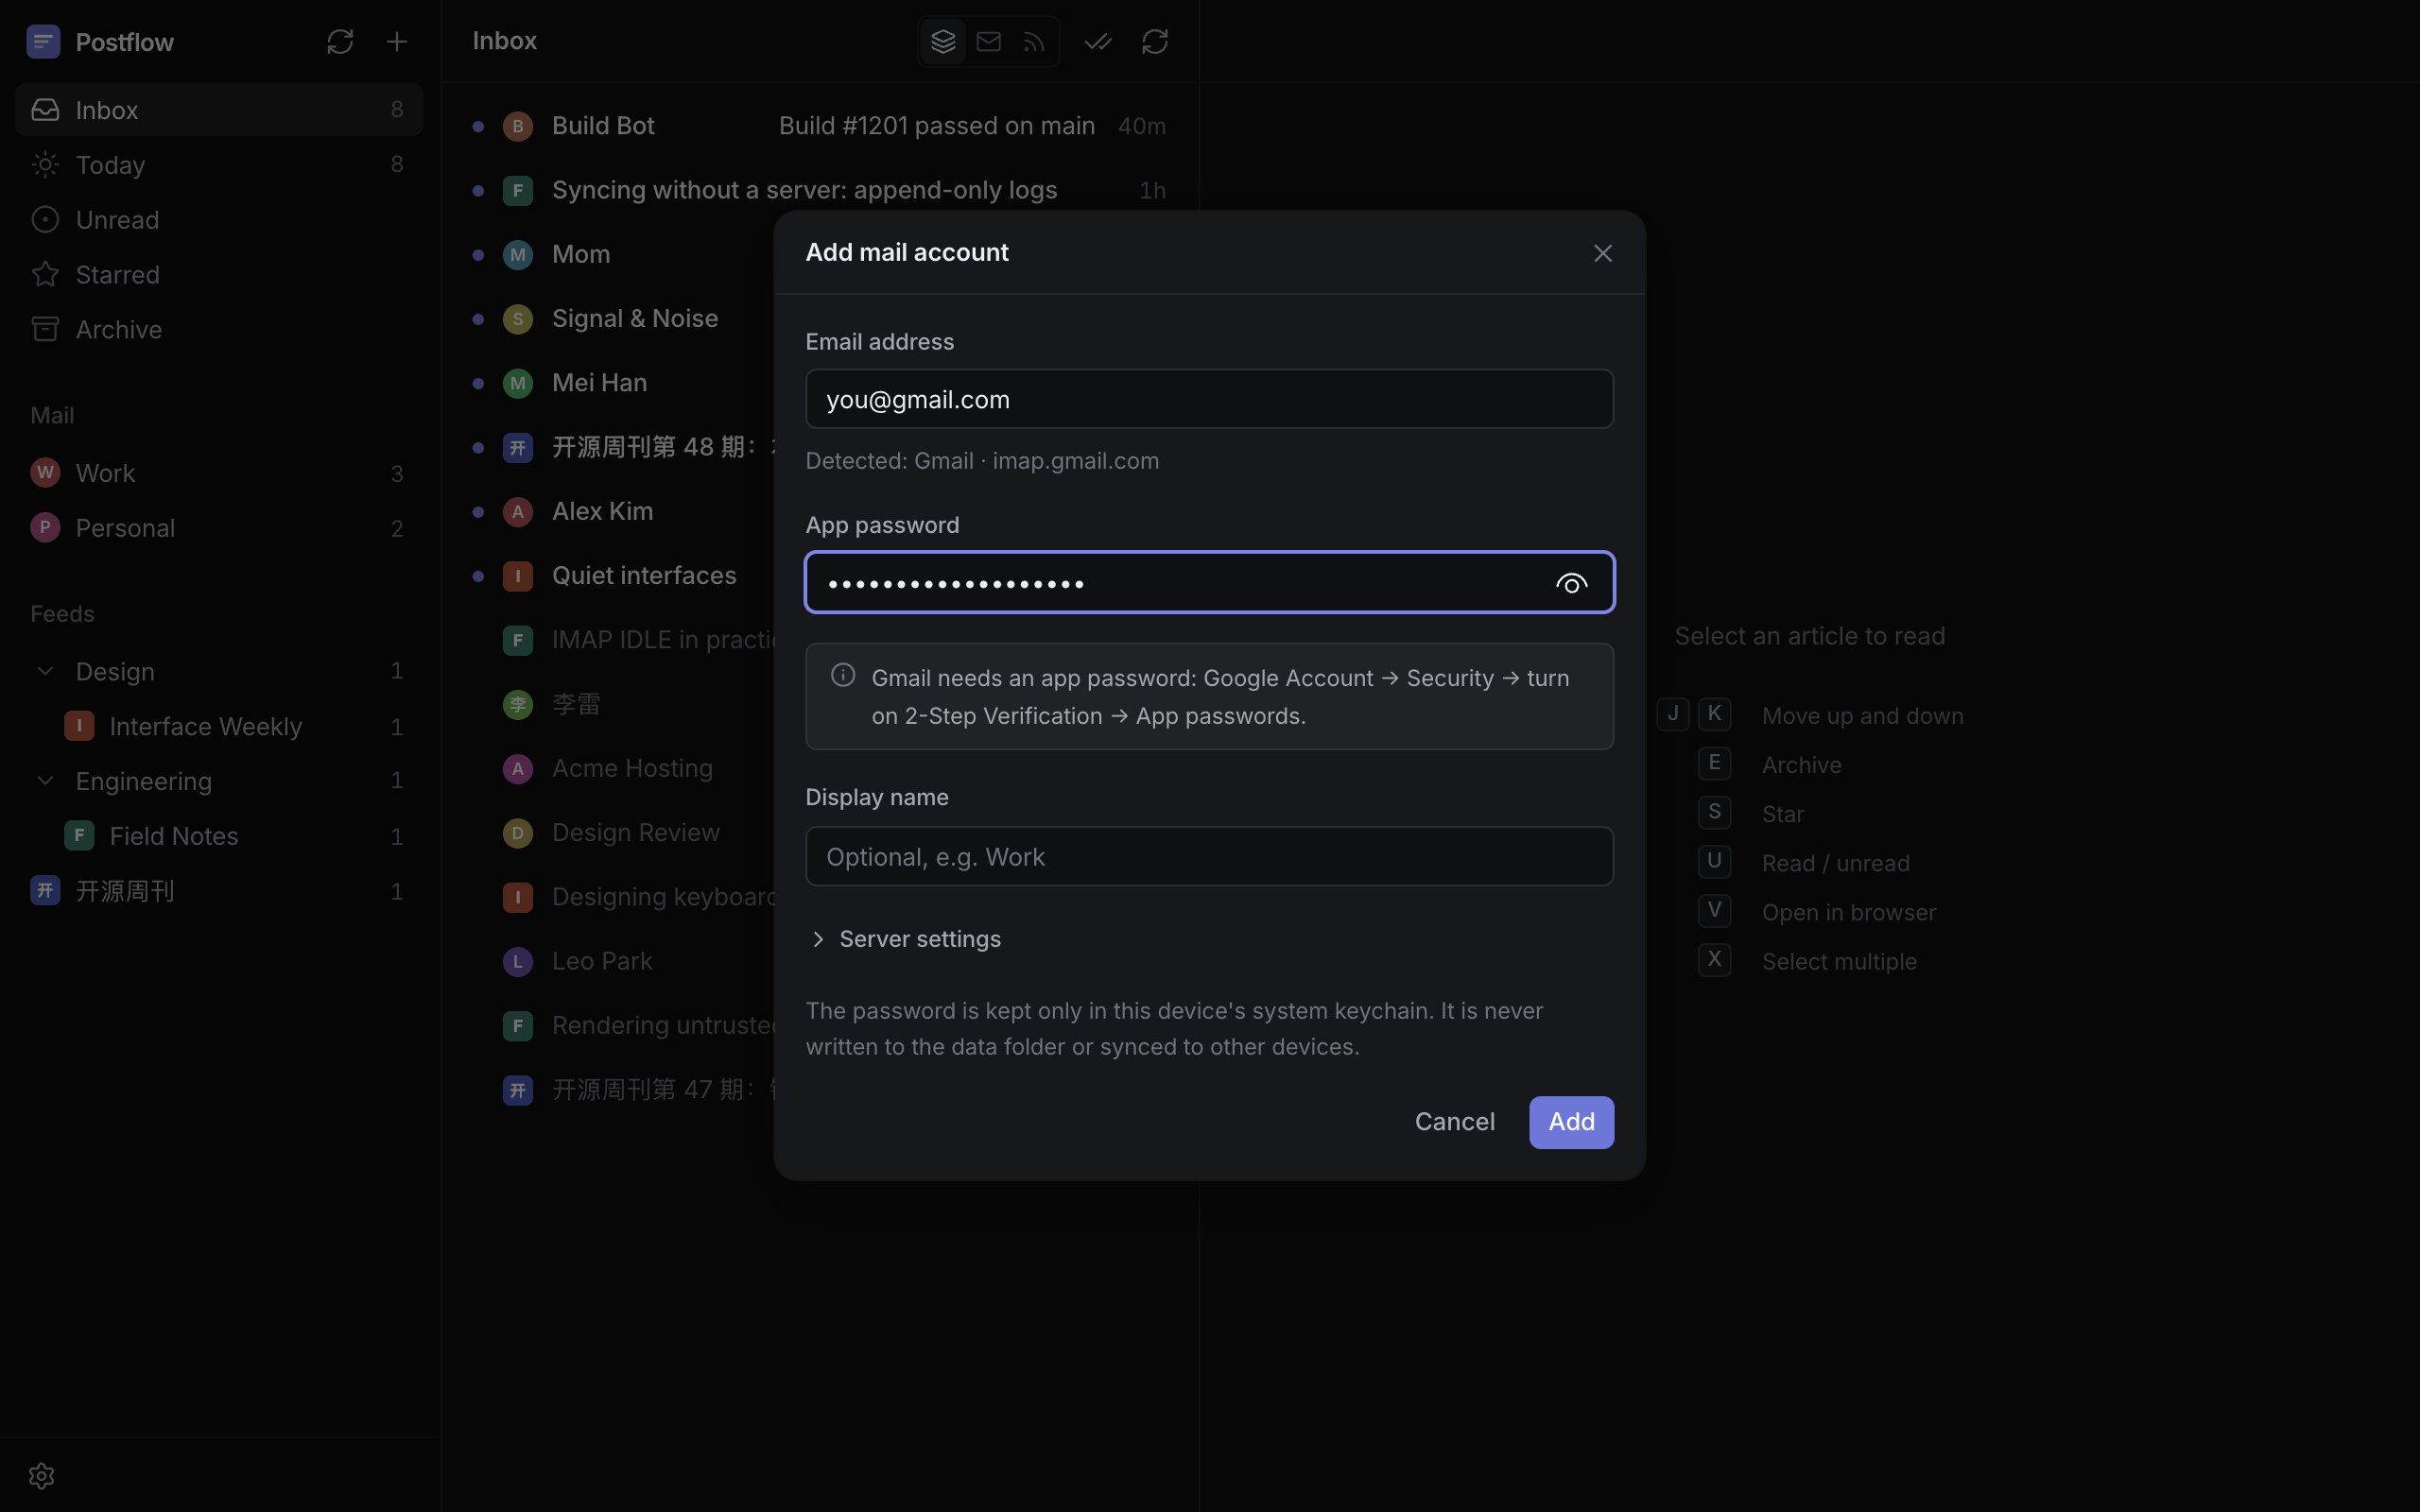 Postflow
Inbox 8
Today 8
Unread
Starred
Archive
Mail
W Work 3
P Personal 2
Feeds
Design 1
I Interface Weekly 1
Engineering 1
F Field Notes 1
开 开源周刊 1
Inbox
B Build Bot Build #1201 passed on main 40m
F Syncing without a server: append-only logs 1h
M Mom
S Signal & Noise
M Mei Han
开 开源周刊第 48 期：
A Alex Kim
I Quiet interfaces
F IMAP IDLE in practic
李 李雷
A Acme Hosting
D Design Review
I Designing keyboard
L Leo Park
F Rendering untrusted
开 开源周刊第 47 期：
Add mail account
Email address
you@gmail.com
Detected: Gmail · imap.gmail.com
App password
•••••••••••••••••••
Gmail needs an app password: Google Account → Security → turn
on 2-Step Verification → App passwords.
Display name
Optional, e.g. Work
Server settings
The password is kept only in this device's system keychain. It is never
written to the data folder or synced to other devices.
Cancel Add
Select an article to read
J K Move up and down
E Archive
S Star
U Read / unread
V Open in browser
X Select multiple